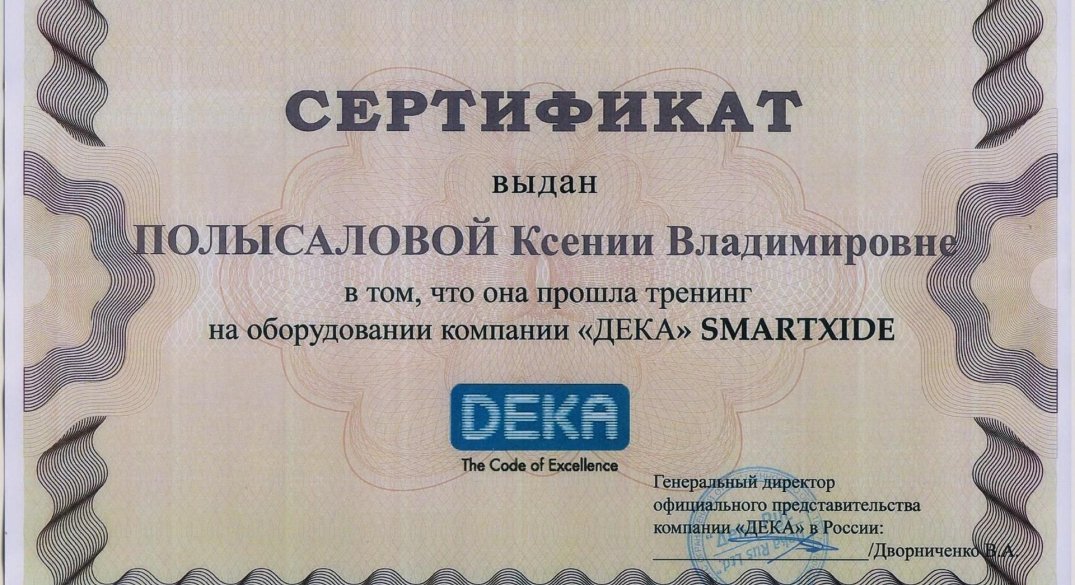 СЕРТИФИКАТ
выдан
ПОЛЫСАЛОВОЙ Ксении Владимировне
в том, что она прошла тренинг
на оборудовании компании «ДЕКА» SMARTXIDE
DEKA
The Code of Excellence
Генеральный директор
официального представительства
компании «ДЕКА» в России:
/Дворниченко В.А.